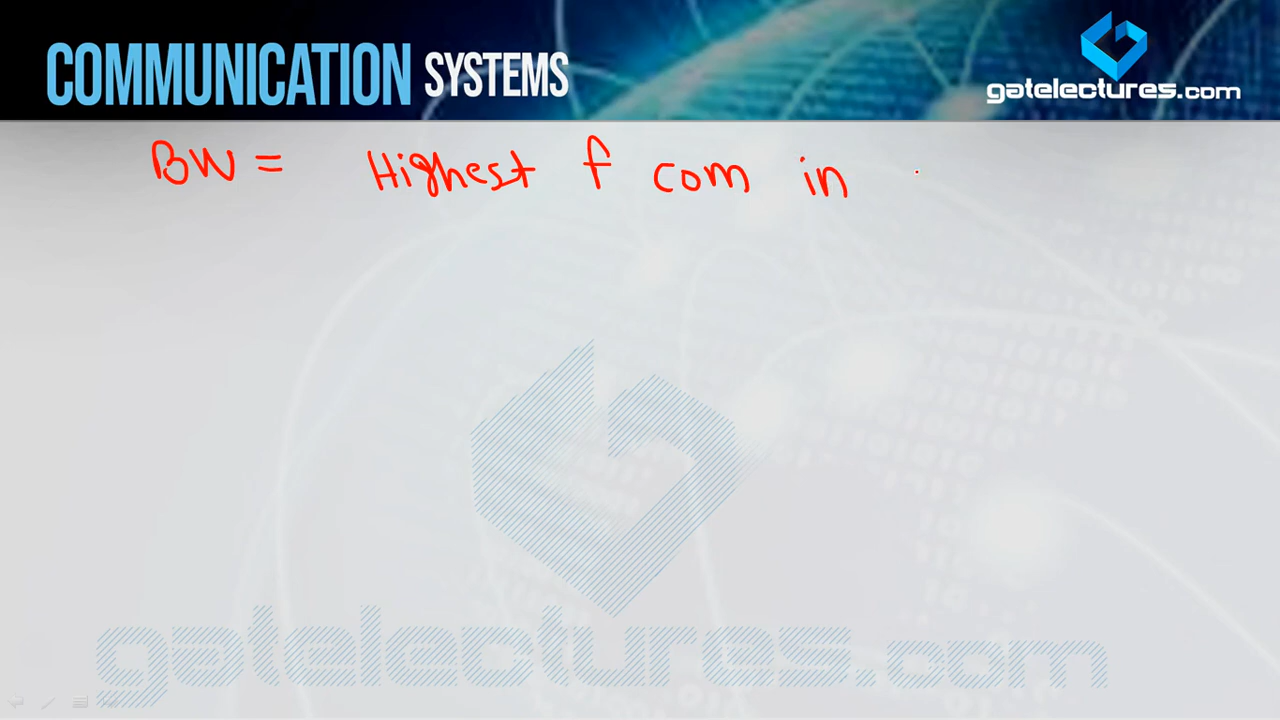 COMMUNICATION SYSTEMS
gatelectures.com
BW = Highest f com in
gatelectures.com